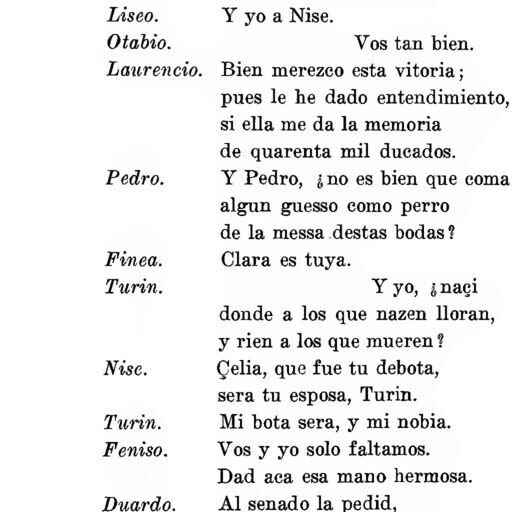 Liseo. Y yo a Nise.
Otabio. Vos tan bien.
Laurencio. Bien merezco esta vitoria;
pues le he dado entendimiento,
si ella me da la memoria
de quarenta mil ducados.
Pedro. Y Pedro, ¿no es bien que coma
algun guesso como perro
de la messa destas bodas?
Finea. Clara es tuya.
Turin. Y yo, ¿naçi
donde a los que nazen lloran,
y rien a los que mueren?
Nise. Çelia, que fue tu debota,
sera tu esposa, Turin.
Turin. Mi bota sera, y mi nobia.
Feniso. Vos y yo solo faltamos.
Dad aca esa mano hermosa.
Duardo. Al senado la pedid,